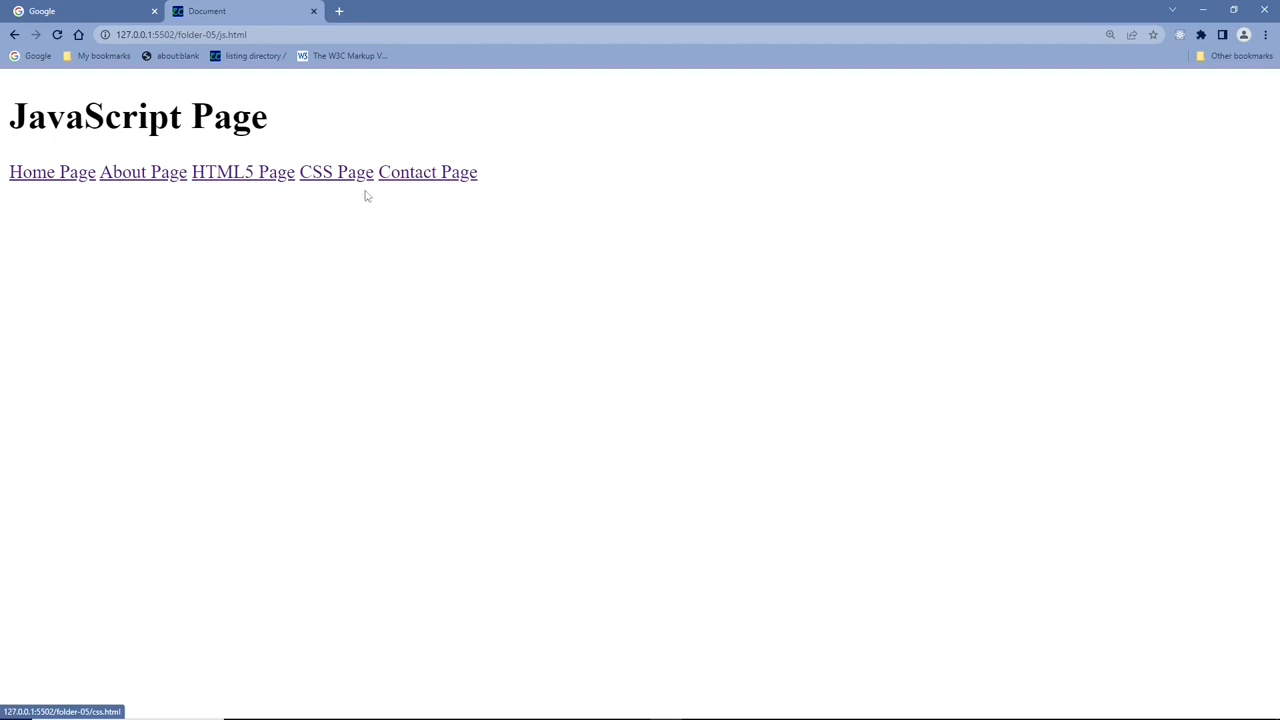 Google
Document
127.0.0.1:5502/folder-05/js.html
Google My bookmarks about:blank listing directory / The W3C Markup V... Other bookmarks
JavaScript Page
Home Page About Page HTML5 Page CSS Page Contact Page
127.0.0.1:5502/folder-05/css.html